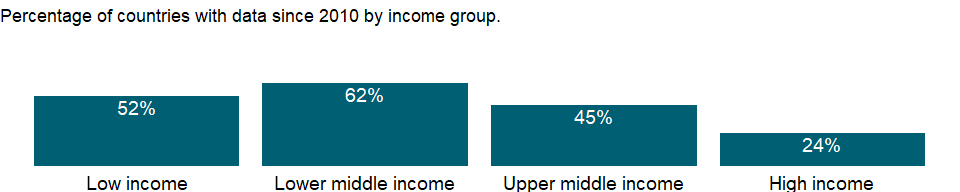 Percentage of countries with data since 2010 by income group.
52%
62%
45%
24%
Low income
Lower middle income
Upper middle income
High income